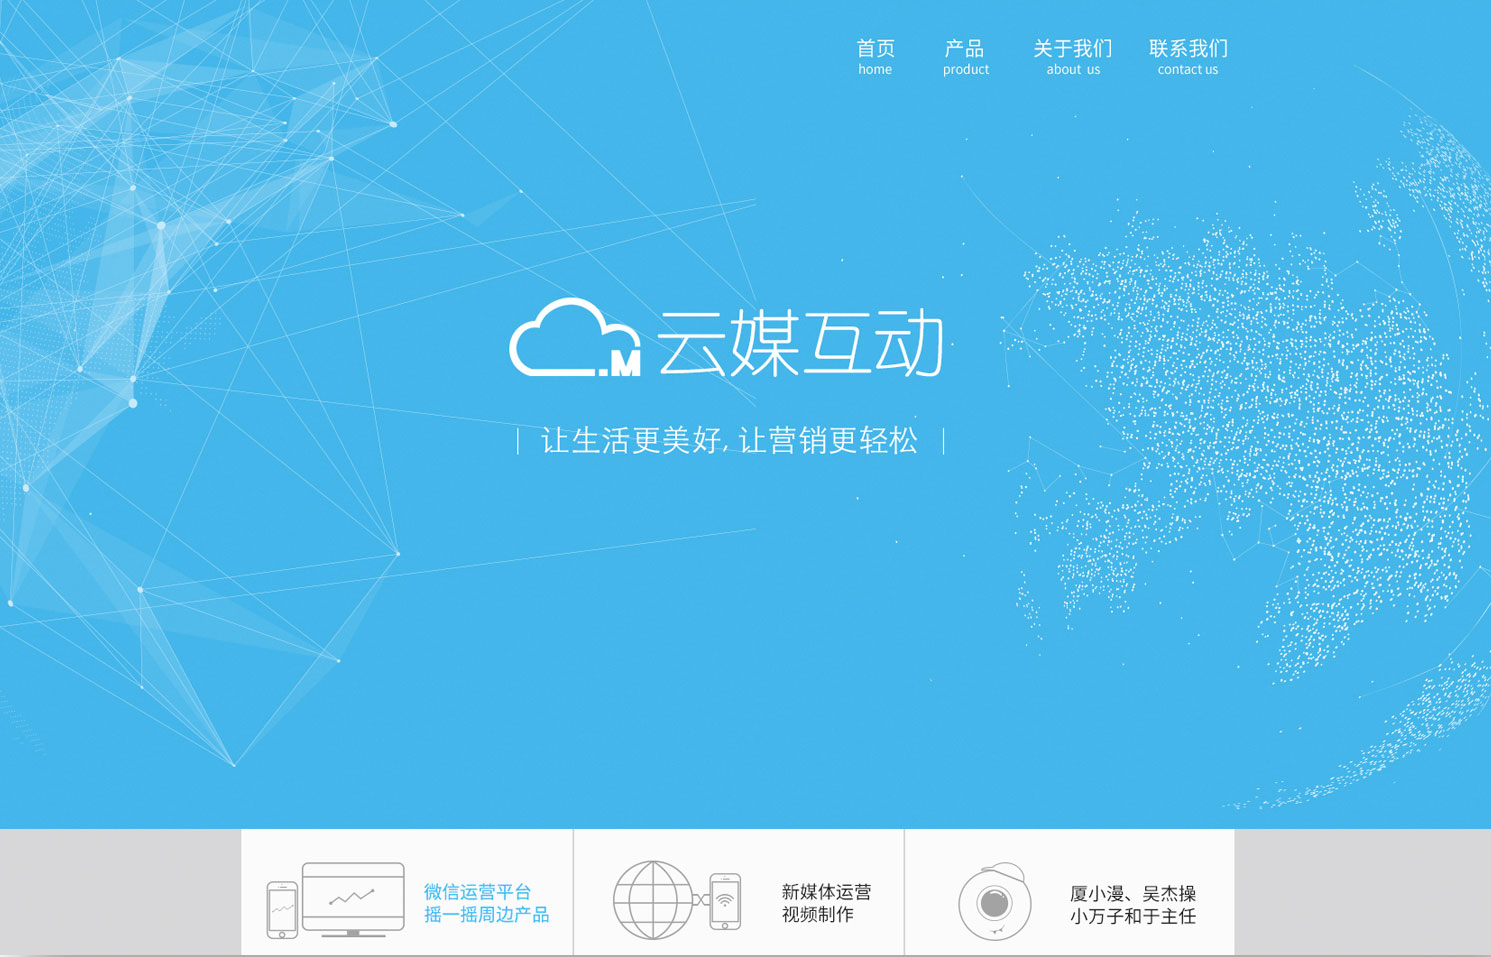 首页 产品 关于我们 联系我们
home product about us contact us
M 云媒互动
让生活更美好, 让营销更轻松
微信运营平台
摇一摇周边产品
新媒体运营
视频制作
厦小漫、吴杰操
小万子和于主任